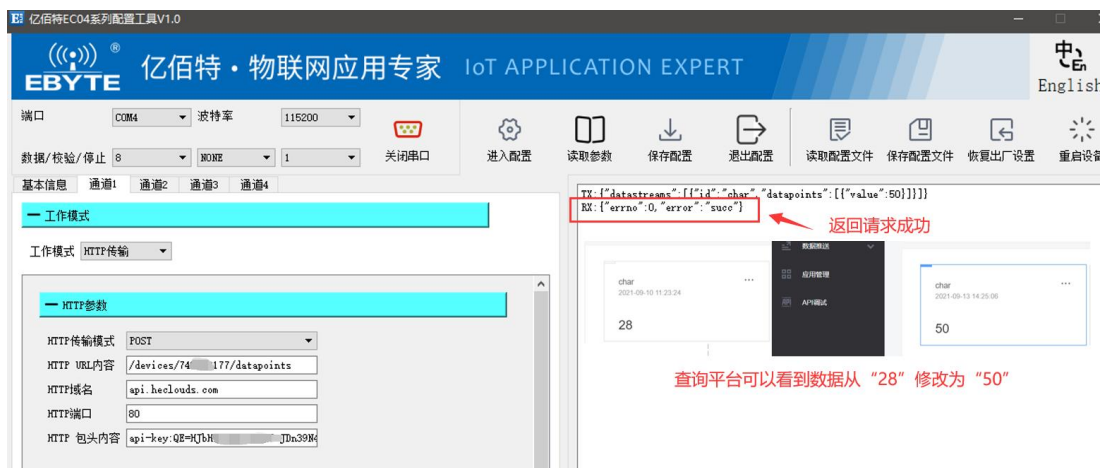 亿佰特EC04系列配置工具V1.0
((( ))) ®
EBYTE
亿佰特·物联网应用专家 IoT APPLICATION EXPERT
中
En
English
端口 COM4 波特率 115200
数据/校验/停止 8 NONE 1
关闭串口 进入配置 读取参数 保存配置 退出配置 读取配置文件 保存配置文件 恢复出厂设置 重启设备
基本信息 通道1 通道2 通道3 通道4
工作模式
工作模式 HTTP传输
HTTP参数
HTTP传输模式 POST
HTTP URL内容 /devices/74 177/datapoints
HTTP域名 api.heclouds.com
HTTP端口 80
HTTP 包头内容 api-key:QE=HJbH JDn39N4
TX:{"datastreams":[{"id":"char","datapoints":[{"value":50}]}]}
RX:{"errno":0,"error":"succ"}
返回请求成功
char
2021-09-10 11:23:24
28
数据推送
应用管理
API调试
char
2021-09-13 14:25:06
50
查询平台可以看到数据从“28”修改为“50”